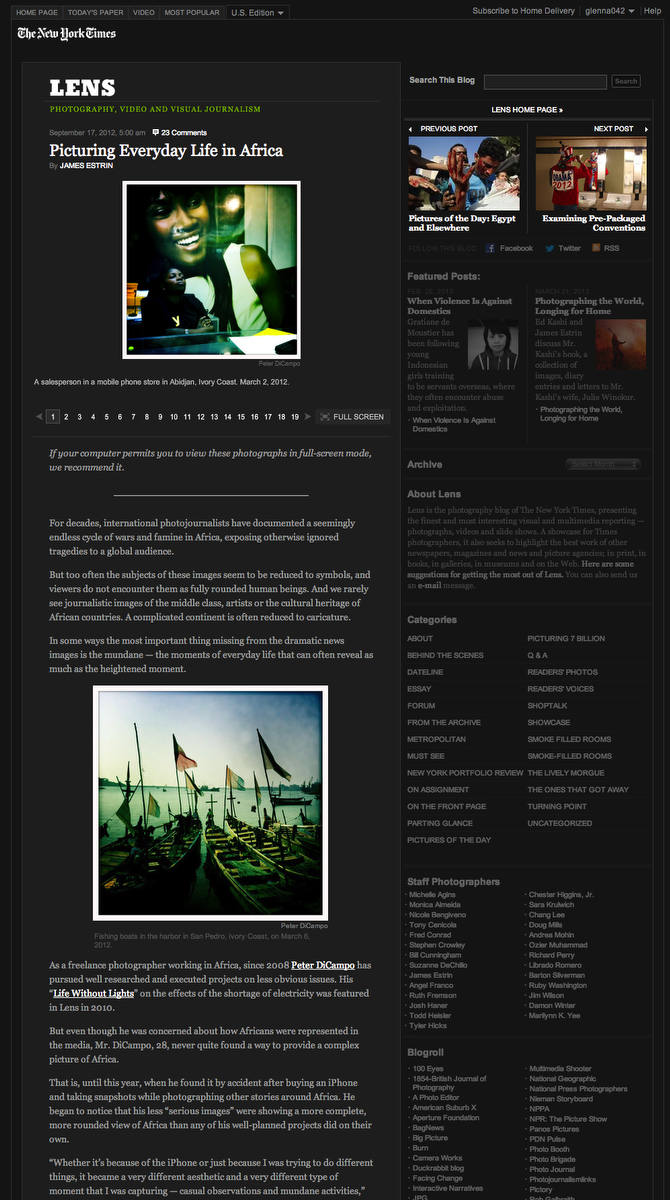 HOME PAGE
TODAY'S PAPER
VIDEO
MOST POPULAR
U.S. Edition
Subscribe to Home Delivery
glenna042
Help
The New York Times
LENS
PHOTOGRAPHY, VIDEO AND VISUAL JOURNALISM
September 17, 2012, 5:00 am
23 Comments
Picturing Everyday Life in Africa
By JAMES ESTRIN
Peter DiCampo
A salesperson in a mobile phone store in Abidjan, Ivory Coast. March 2, 2012.
1 2 3 4 5 6 7 8 9 10 11 12 13 14 15 16 17 18 19
FULL SCREEN
If your computer permits you to view these photographs in full-screen mode,
we recommend it.
For decades, international photojournalists have documented a seemingly
endless cycle of wars and famine in Africa, exposing otherwise ignored
tragedies to a global audience.
But too often the subjects of these images seem to be reduced to symbols, and
viewers do not encounter them as fully rounded human beings. And we rarely
see journalistic images of the middle class, artists or the cultural heritage of
African countries. A complicated continent is often reduced to caricature.
In some ways the most important thing missing from the dramatic news
images is the mundane — the moments of everyday life that can often reveal as
much as the heightened moment.
Peter DiCampo
Fishing boats in the harbor in San Pedro, Ivory Coast, on March 6,
2012.
As a freelance photographer working in Africa, since 2008 Peter DiCampo has
pursued well researched and executed projects on less obvious issues. His
“Life Without Lights” on the effects of the shortage of electricity was featured
in Lens in 2010.
But even though he was concerned about how Africans were represented in
the media, Mr. DiCampo, 28, never quite found a way to provide a complex
picture of Africa.
That is, until this year, when he found it by accident after buying an iPhone
and taking snapshots while photographing other stories around Africa. He
began to notice that his less “serious images” were showing a more complete,
more rounded view of Africa than any of his well-planned projects did on their
own.
“Whether it’s because of the iPhone or just because I was trying to do different
things, it became a very different aesthetic and a very different type of
moment that I was capturing — casual observations and mundane activities,”
Search This Blog
Search
LENS HOME PAGE »
PREVIOUS POST
NEXT POST
OBAMA
2012
Pictures of the Day: Egypt
and Elsewhere
Examining Pre-Packaged
Conventions
FOLLOW THIS BLOG
Facebook
Twitter
RSS
Featured Posts:
FEB. 26, 2013
When Violence Is Against
Domestics
Gratiane de
Moustier has
been following
young
Indonesian
girls training
to be servants overseas, where
they often encounter abuse
and exploitation.
· When Violence Is Against
Domestics
MARCH 21, 2013
Photographing the World,
Longing for Home
Ed Kashi and
James Estrin
discuss Mr.
Kashi's book, a
collection of
images, diary
entries and letters to Mr.
Kashi's wife, Julie Winokur.
· Photographing the World,
Longing for Home
Archive
Select Month
About Lens
Lens is the photography blog of The New York Times, presenting
the finest and most interesting visual and multimedia reporting —
photographs, videos and slide shows. A showcase for Times
photographers, it also seeks to highlight the best work of other
newspapers, magazines and news and picture agencies; in print, in
books, in galleries, in museums and on the Web. Here are some
suggestions for getting the most out of Lens. You can also send us
an e-mail message.
Categories
ABOUT
BEHIND THE SCENES
DATELINE
ESSAY
FORUM
FROM THE ARCHIVE
METROPOLITAN
MUST SEE
NEW YORK PORTFOLIO REVIEW
ON ASSIGNMENT
ON THE FRONT PAGE
PARTING GLANCE
PICTURES OF THE DAY
PICTURING 7 BILLION
Q & A
READERS' PHOTOS
READERS' VOICES
SHOPTALK
SHOWCASE
SMOKE FILLED ROOMS
SMOKE-FILLED ROOMS
THE LIVELY MORGUE
THE ONES THAT GOT AWAY
TURNING POINT
UNCATEGORIZED
Staff Photographers
· Michelle Agins
· Monica Almeida
· Nicole Bengiveno
· Tony Cenicola
· Fred Conrad
· Stephen Crowley
· Bill Cunningham
· Suzanne DeChillo
· James Estrin
· Angel Franco
· Ruth Fremson
· Josh Haner
· Todd Heisler
· Tyler Hicks
· Chester Higgins, Jr.
· Sara Krulwich
· Chang Lee
· Doug Mills
· Andrea Mohin
· Ozier Muhammad
· Richard Perry
· Librado Romero
· Barton Silverman
· Ruby Washington
· Jim Wilson
· Damon Winter
· Marilynn K. Yee
Blogroll
· 100 Eyes
· 1854-British Journal of
Photography
· A Photo Editor
· American Suburb X
· Aperture Foundation
· BagNews
· Big Picture
· Burn
· Camera Works
· Duckrabbit blog
· Facing Change
· Interactive Narratives
· JPG
· Multimedia Shooter
· National Geographic
· National Press Photographers
· Nieman Storyboard
· NPPA
· NPR: The Picture Show
· Panos Pictures
· PDN Pulse
· Photo Booth
· Photo Brigade
· Photo Journal
· Photojournalismlinks
· Pictory